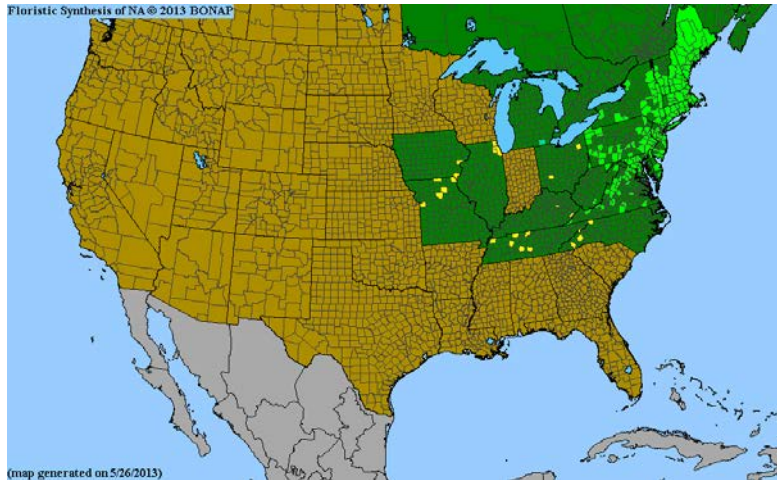 Floristic Synthesis of NA © 2013 BONAP
(map generated on 5/26/2013)